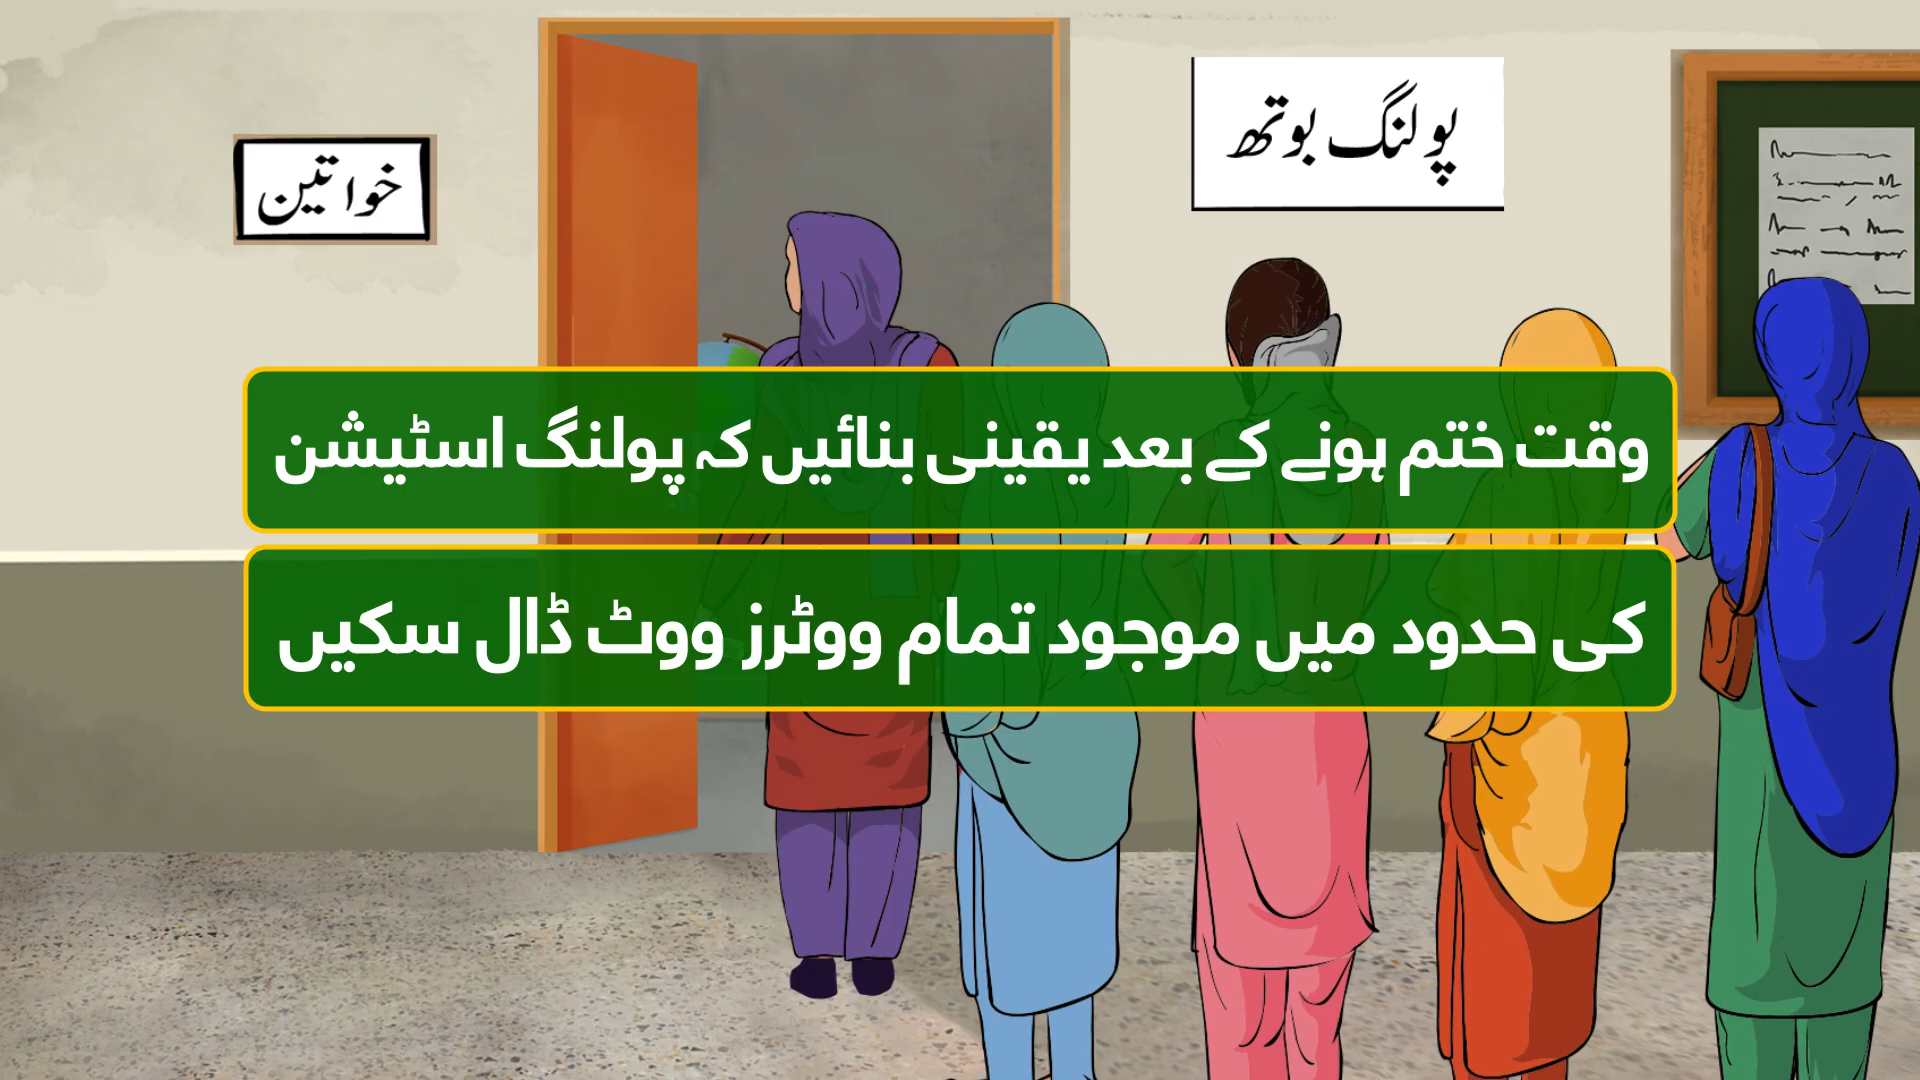 پولنگ بوتھ
خواتین
وقت ختم ہونے کے بعد یقینی بنائیں کہ پولنگ اسٹیشن
کی حدود میں موجود تمام ووٹرز ووٹ ڈال سکیں